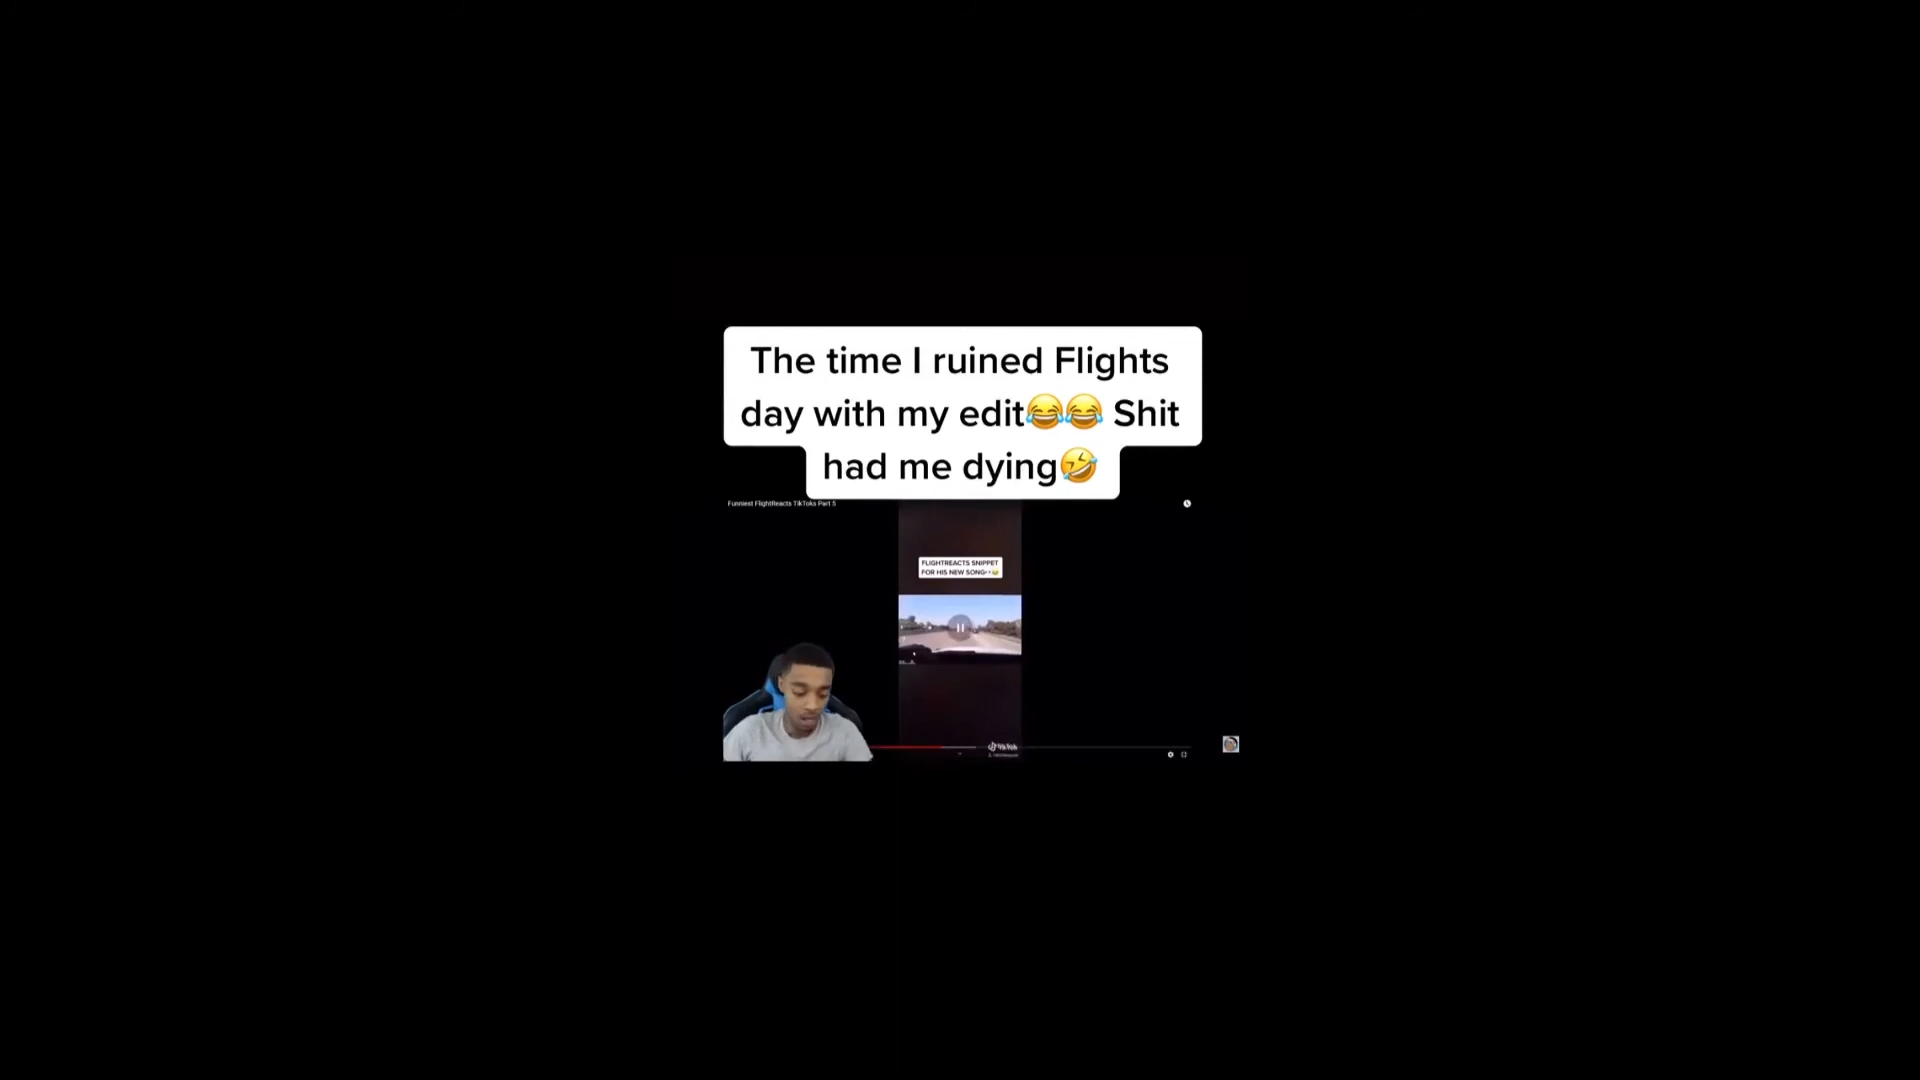 The time I ruined Flights
day with my edit😂😂 Shit
had me dying🤣
Funniest FlightReacts TikToks Part 5
FLIGHTREACTS SNIPPET
FOR HIS NEW SONG👀😂
TikTok